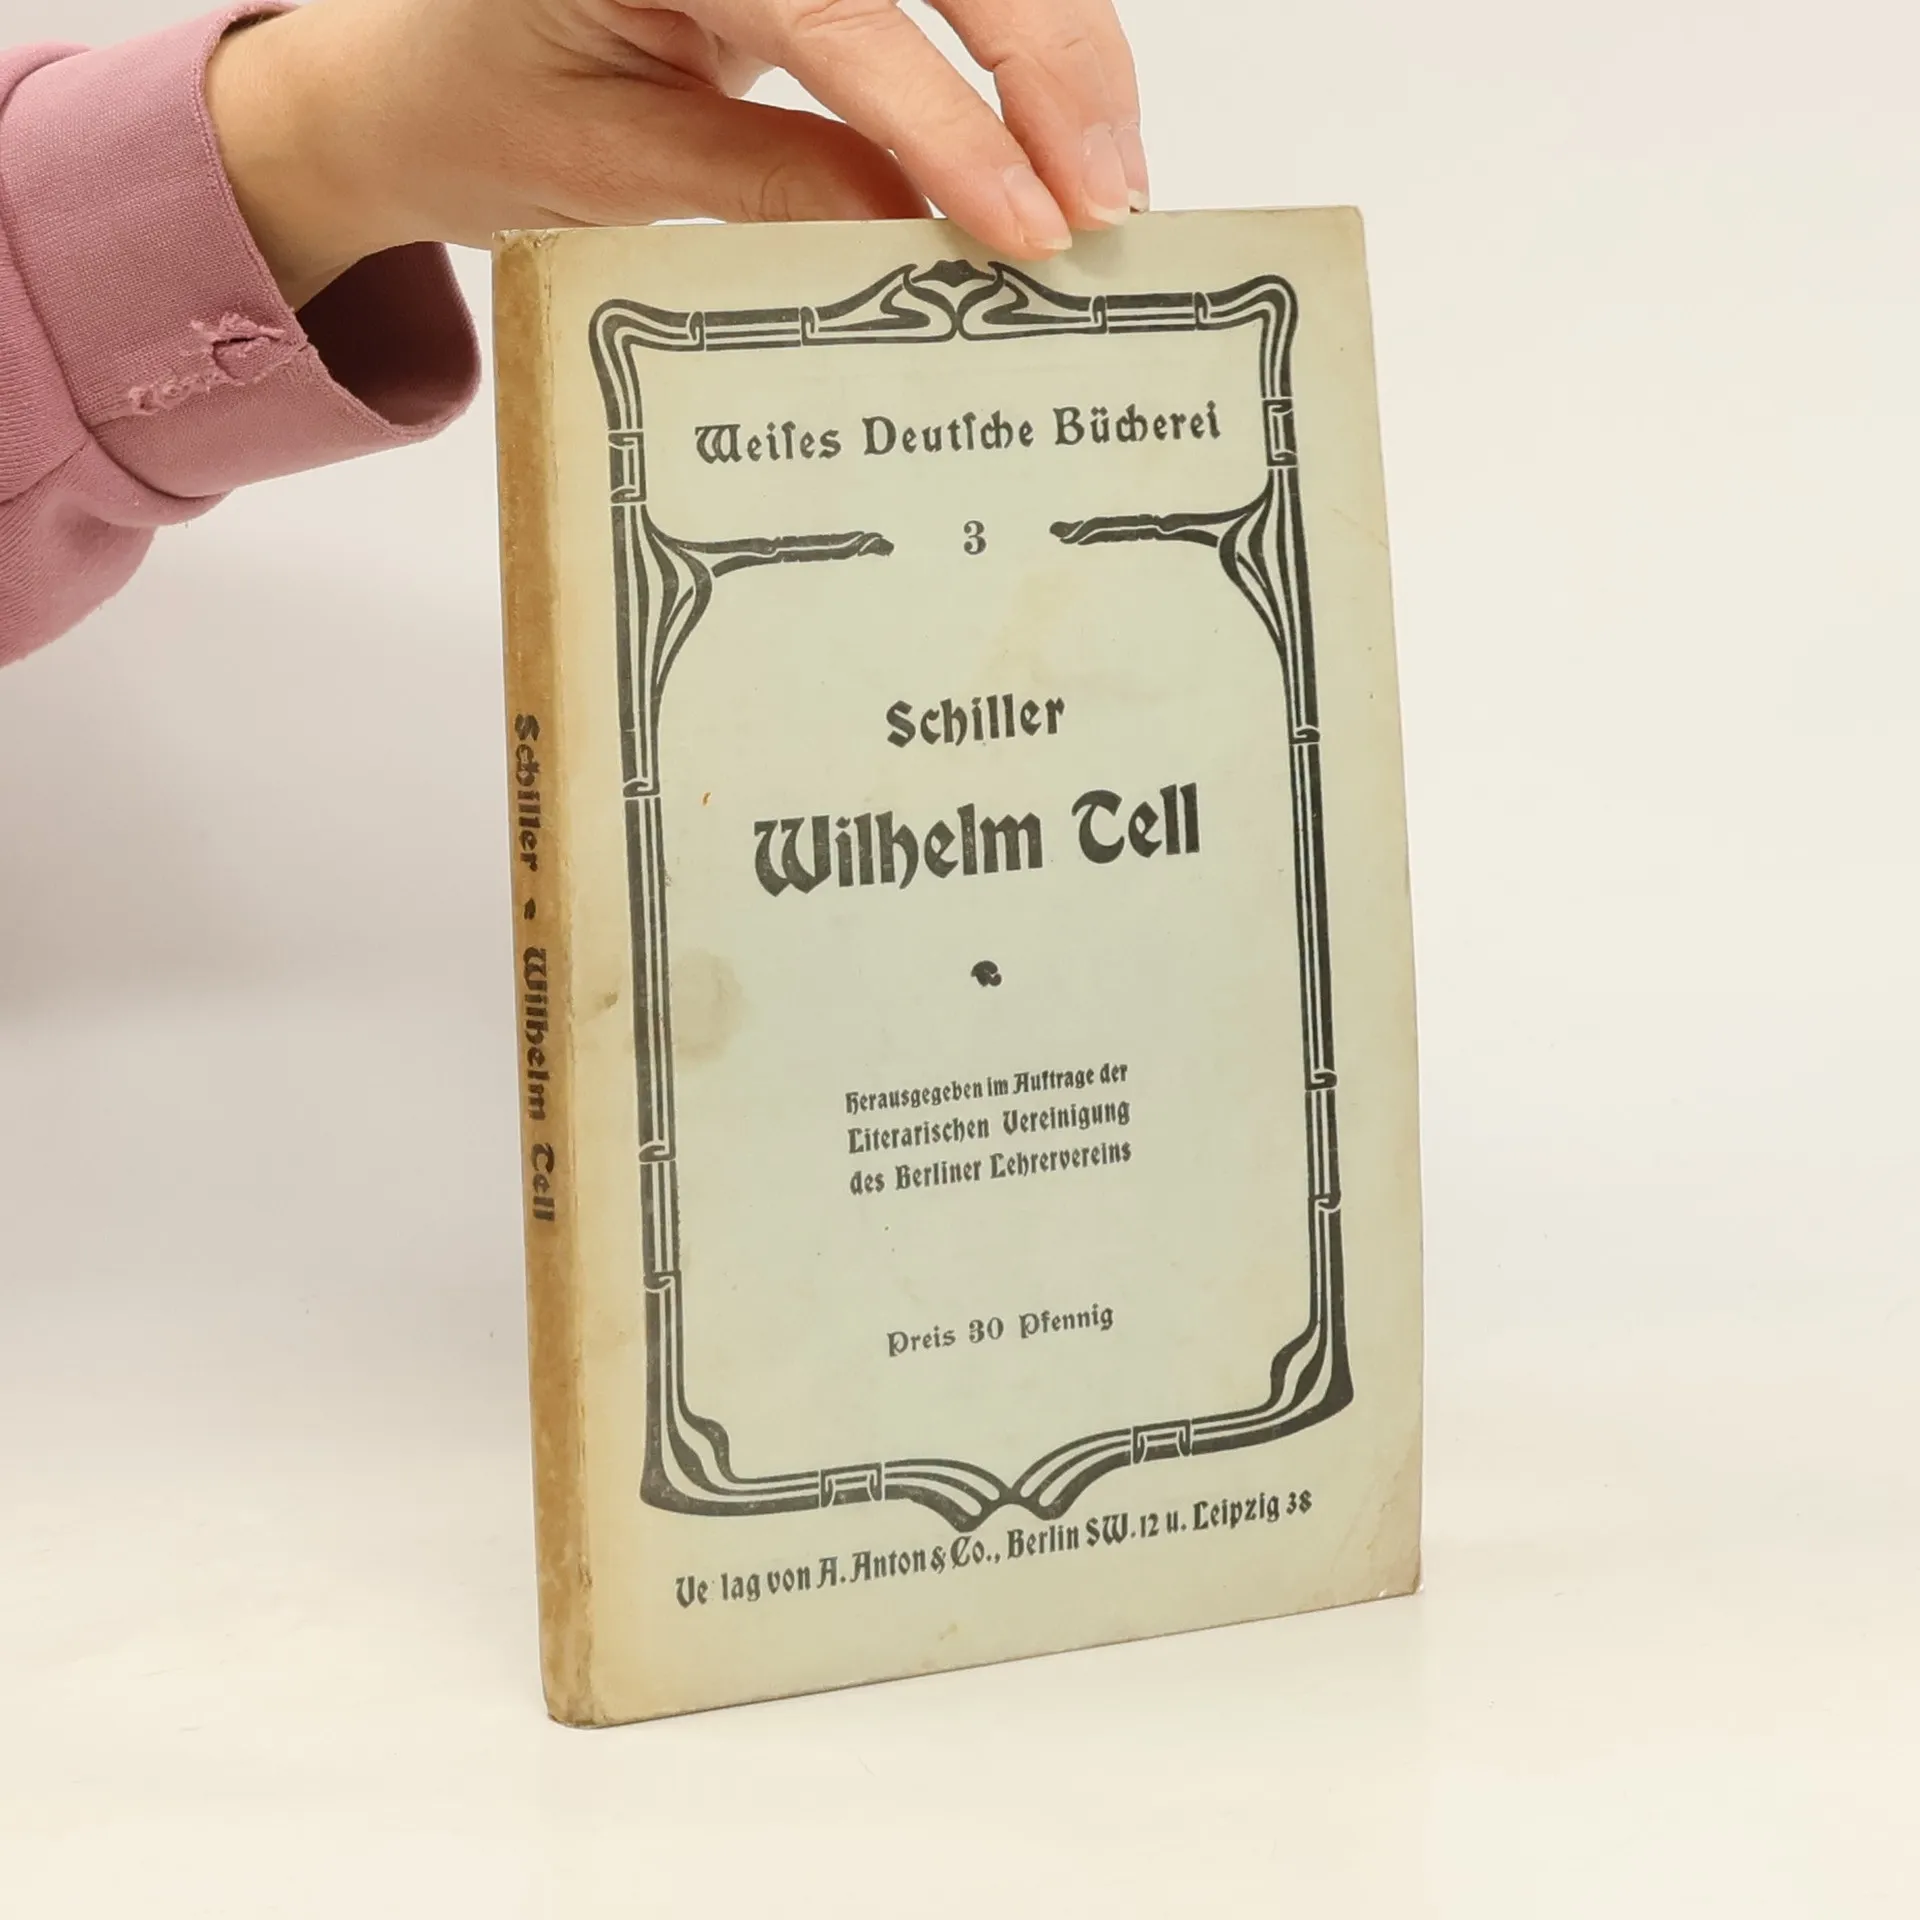 Weiſes Deutſche Bücherei
3
Schiller
Wilhelm Tell
Herausgegeben im Auftrage der
Literarischen Vereinigung
des Berliner Lehrervereins
Preis 30 Pfennig
Ve lag von A. Anton & Co., Berlin SW. 12 u. Leipzig 38
Schiller • Wilhelm Tell